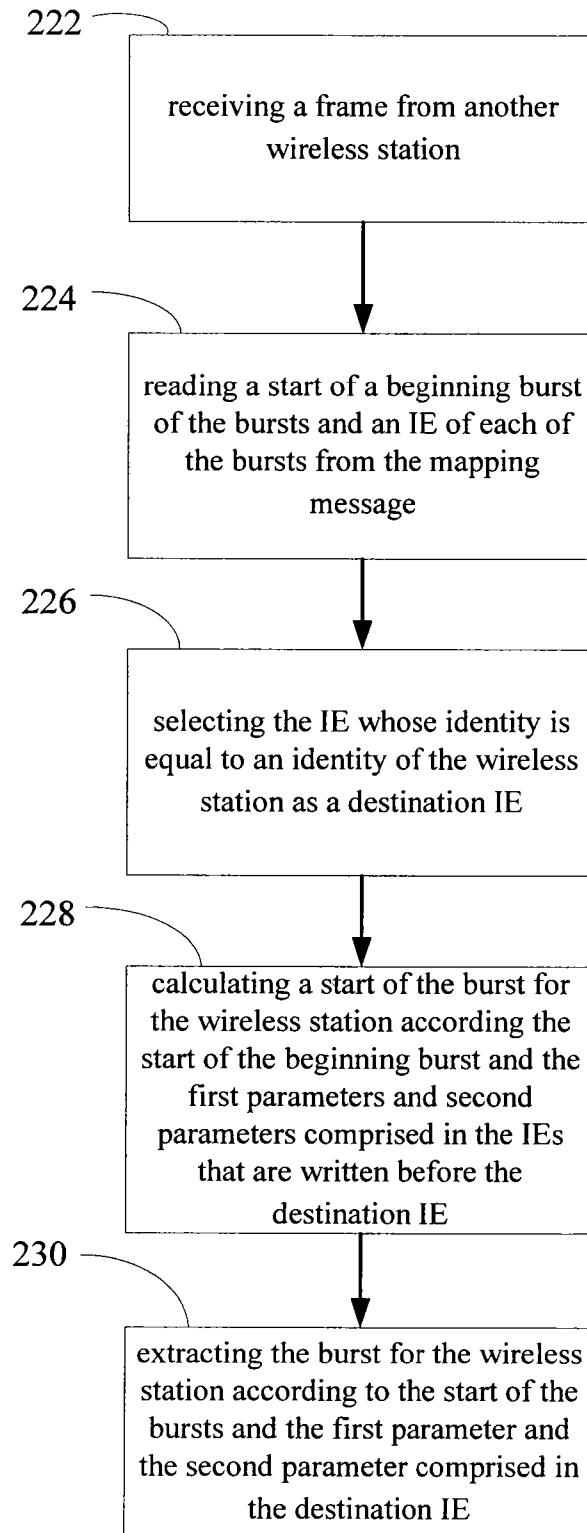 222
receiving a frame from another
wireless station
224
reading a start of a beginning burst
of the bursts and an IE of each of
the bursts from the mapping
message
226
selecting the IE whose identity is
equal to an identity of the wireless
station as a destination IE
228
calculating a start of the burst for
the wireless station according the
start of the beginning burst and the
first parameters and second
parameters comprised in the IEs
that are written before the
destination IE
230
extracting the burst for the wireless
station according to the start of the
bursts and the first parameter and
the second parameter comprised in
the destination IE